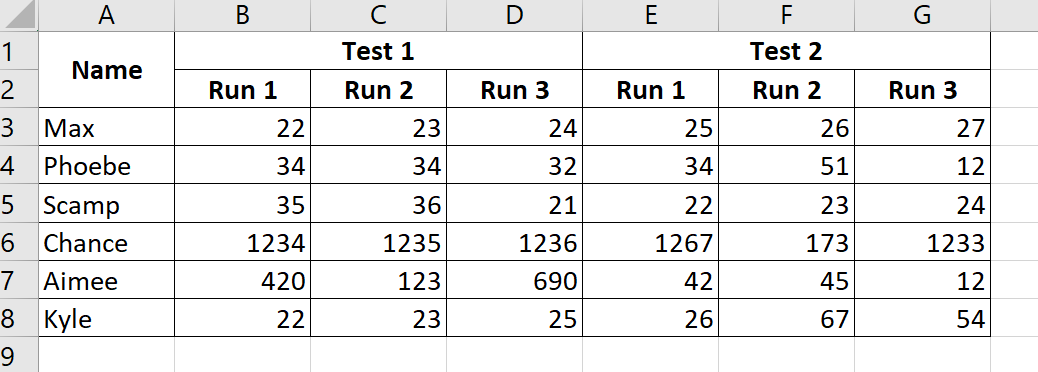 A B C D E F G
1 Test 1 Test 2
Name
2 Run 1 Run 2 Run 3 Run 1 Run 2 Run 3
3 Max 22 23 24 25 26 27
4 Phoebe 34 34 32 34 51 12
5 Scamp 35 36 21 22 23 24
6 Chance 1234 1235 1236 1267 173 1233
7 Aimee 420 123 690 42 45 12
8 Kyle 22 23 25 26 67 54
9